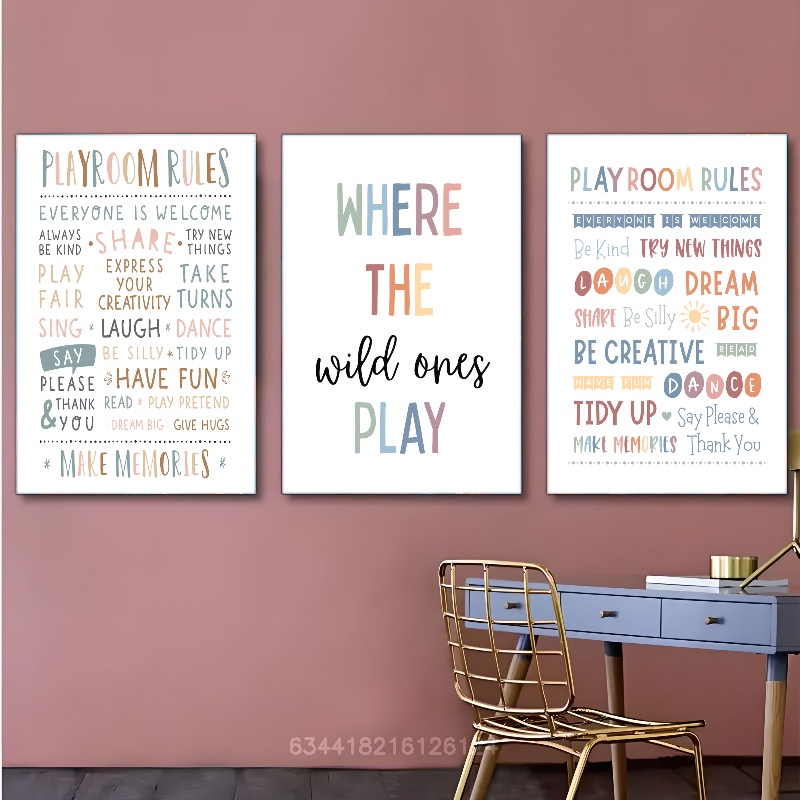 PLAYROOM RULES
EVERYONE IS WELCOME
ALWAYS BE KIND • SHARE • TRY NEW THINGS
PLAY FAIR
EXPRESS YOUR CREATIVITY
TAKE TURNS
SING * LAUGH * DANCE
SAY PLEASE & THANK YOU
BE SILLY * TIDY UP
HAVE FUN
READ * PLAY PRETEND
DREAM BIG · GIVE HUGS
* MAKE MEMORIES *
WHERE
THE
wild ones
PLAY
PLAYROOM RULES
EVERYONE IS WELCOME
Be Kind TRY NEW THINGS
LAUGH DREAM
SHARE Be Silly BIG
BE CREATIVE READ
HAVE FUN DANCE
TIDY UP ♥ Say Please &
MAKE MEMORIES Thank You